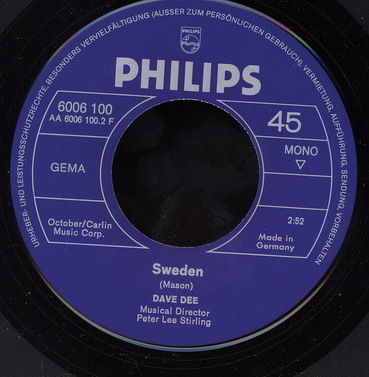 URHEBER- UND LEISTUNGSSCHUTZRECHTE, BESONDERS VERVIELFÄLTIGUNG (AUSSER ZUM PERSÖNLICHEN GEBRAUCH), VERMIETUNG, AUFFÜHRUNG, SENDUNG, VORBEHALTEN
PHILIPS
PHILIPS
6006 100
AA 6006 100.2 F
45
MONO
GEMA
October/Carlin
Music Corp.
2:52
Made in
Germany
Sweden
(Mason)
DAVE DEE
Musical Director
Peter Lee Stirling